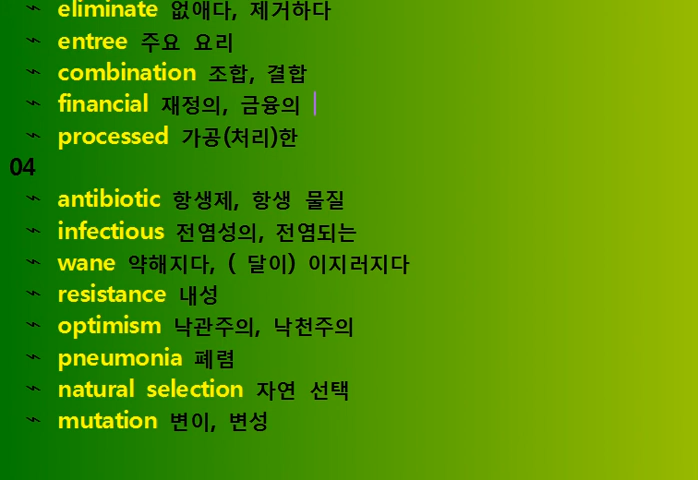 eliminate 없애다, 제거하다
entree 주요 요리
combination 조합, 결합
financial 재정의, 금융의
processed 가공(처리)한
04
antibiotic 항생제, 항생 물질
infectious 전염성의, 전염되는
wane 약해지다, ( 달이) 이지러지다
resistance 내성
optimism 낙관주의, 낙천주의
pneumonia 폐렴
natural selection 자연 선택
mutation 변이, 변성